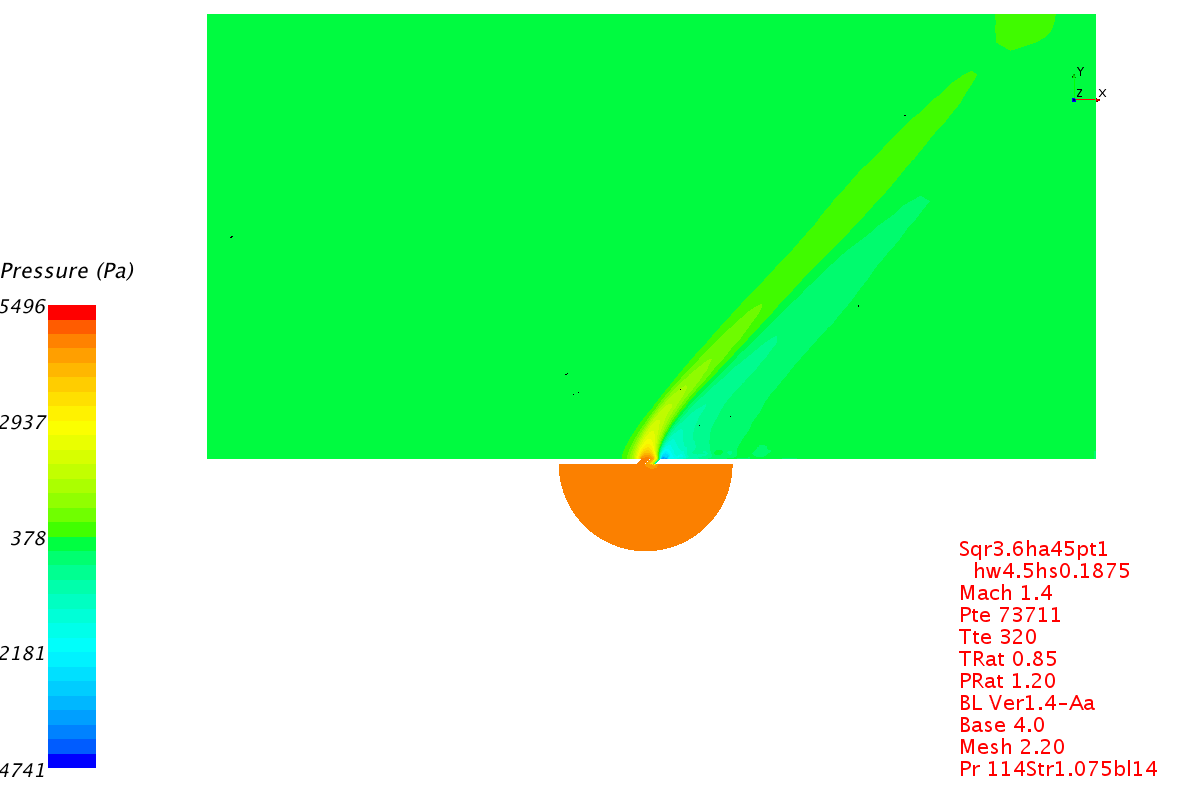 Y
Z X
Pressure (Pa)
5496
2937
378
2181
4741
Sqr3.6ha45pt1
hw4.5hs0.1875
Mach 1.4
Pte 73711
Tte 320
TRat 0.85
PRat 1.20
BL Ver1.4-Aa
Base 4.0
Mesh 2.20
Pr 114Str1.075bl14